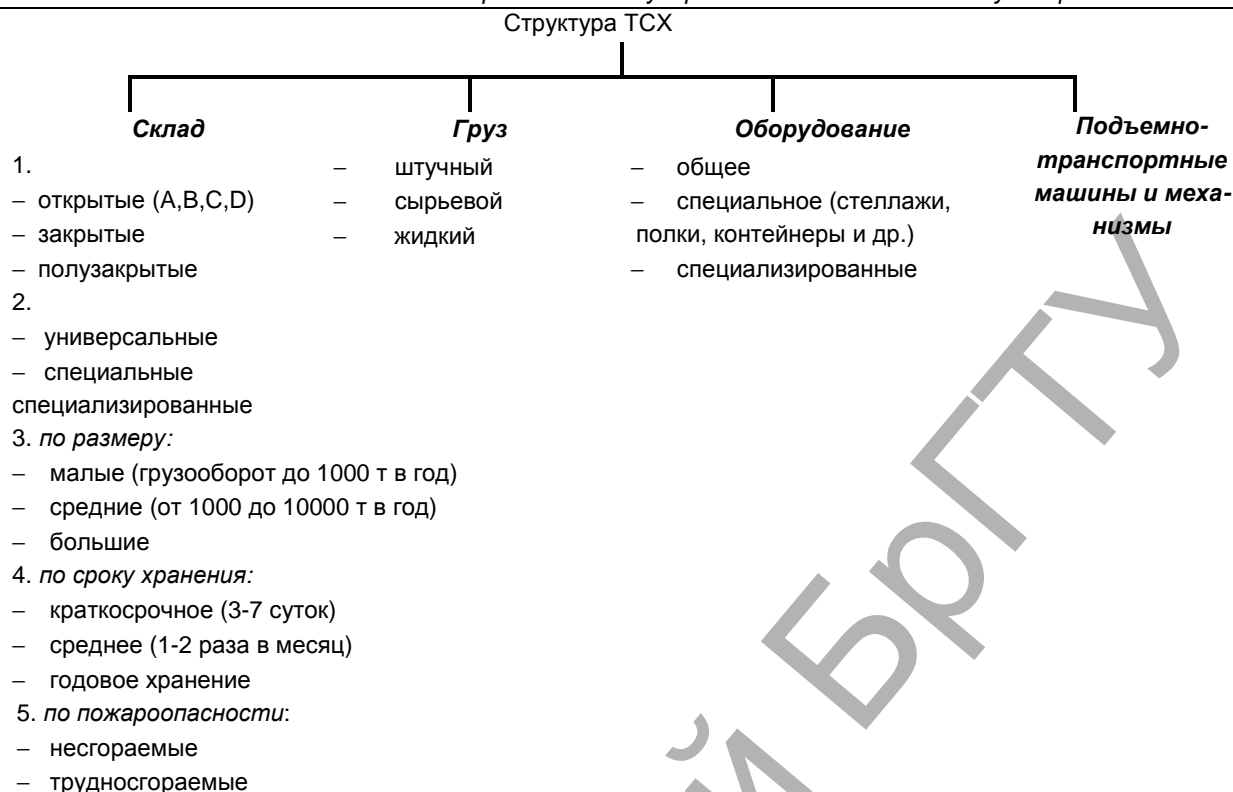 Структура ТСХ
Склад
1.
– открытые (A,B,C,D)
– закрытые
– полузакрытые
2.
– универсальные
– специальные
специализированные
3. по размеру:
– малые (грузооборот до 1000 т в год)
– средние (от 1000 до 10000 т в год)
– большие
4. по сроку хранения:
– краткосрочное (3-7 суток)
– среднее (1-2 раза в месяц)
– годовое хранение
5. по пожароопасности:
– несгораемые
– трудносгораемые
Груз
– штучный
– сырьевой
– жидкий
Оборудование
– общее
– специальное (стеллажи,
полки, контейнеры и др.)
– специализированные
Подъемно-
транспортные
машины и меха-
низмы
й БрГТУ